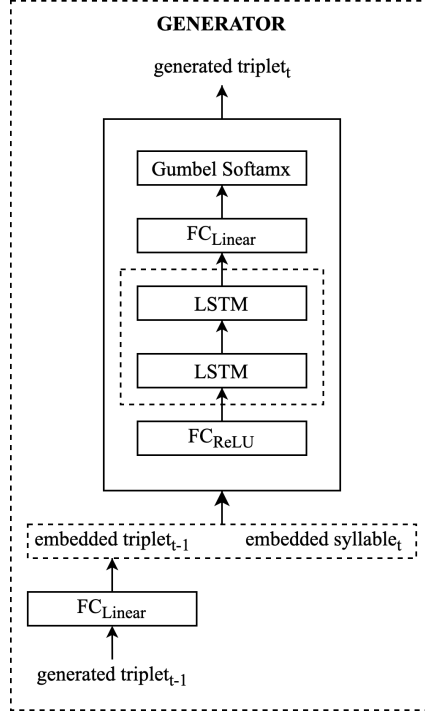 GENERATOR
generated triplet_t
Gumbel Softamx
FC_Linear
LSTM
LSTM
FC_ReLU
embedded triplet_t-1 embedded syllable_t
FC_Linear
generated triplet_t-1